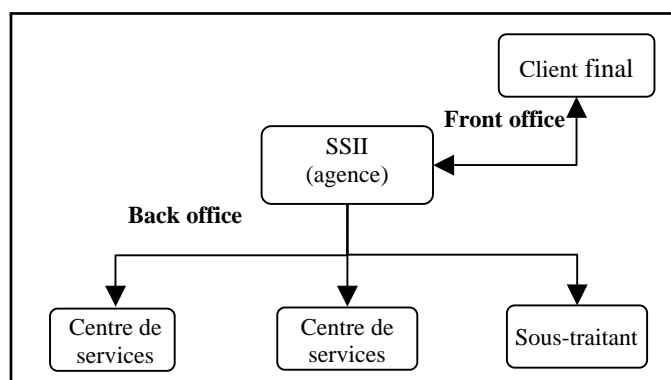 Client final
Front office
SSII
(agence)
Back office
Centre de
services
Centre de
services
Sous-traitant